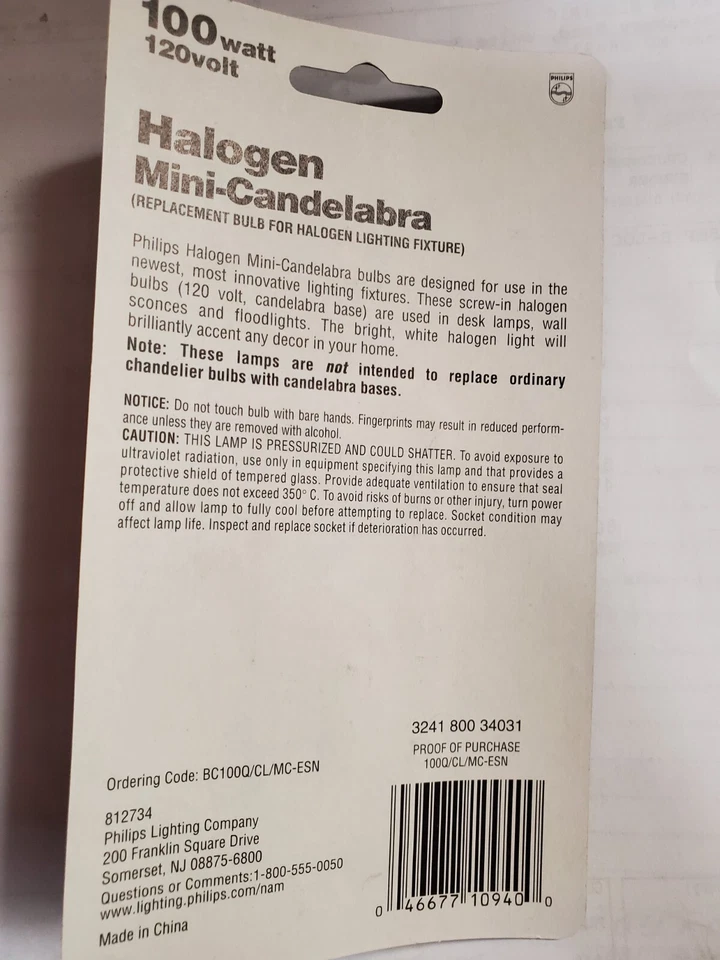 100 watt
120volt
PHILIPS
Halogen
Mini-Candelabra
(REPLACEMENT BULB FOR HALOGEN LIGHTING FIXTURE)
Philips Halogen Mini-Candelabra bulbs are designed for use in the
newest, most innovative lighting fixtures. These screw-in halogen
bulbs (120 volt, candelabra base) are used in desk lamps, wall
sconces and floodlights. The bright, white halogen light will
brilliantly accent any decor in your home.
Note: These lamps are not intended to replace ordinary
chandelier bulbs with candelabra bases.
NOTICE: Do not touch bulb with bare hands. Fingerprints may result in reduced perform-
ance unless they are removed with alcohol.
CAUTION: THIS LAMP IS PRESSURIZED AND COULD SHATTER. To avoid exposure to
ultraviolet radiation, use only in equipment specifying this lamp and that provides a
protective shield of tempered glass. Provide adequate ventilation to ensure that seal
temperature does not exceed 350° C. To avoid risks of burns or other injury, turn power
off and allow lamp to fully cool before attempting to replace. Socket condition may
affect lamp life. Inspect and replace socket if deterioration has occurred.
3241 800 34031
PROOF OF PURCHASE
100Q/CL/MC-ESN
Ordering Code: BC100Q/CL/MC-ESN
812734
Philips Lighting Company
200 Franklin Square Drive
Somerset, NJ 08875-6800
Questions or Comments:1-800-555-0050
www.lighting.philips.com/nam
Made in China
0 46677 10940 0